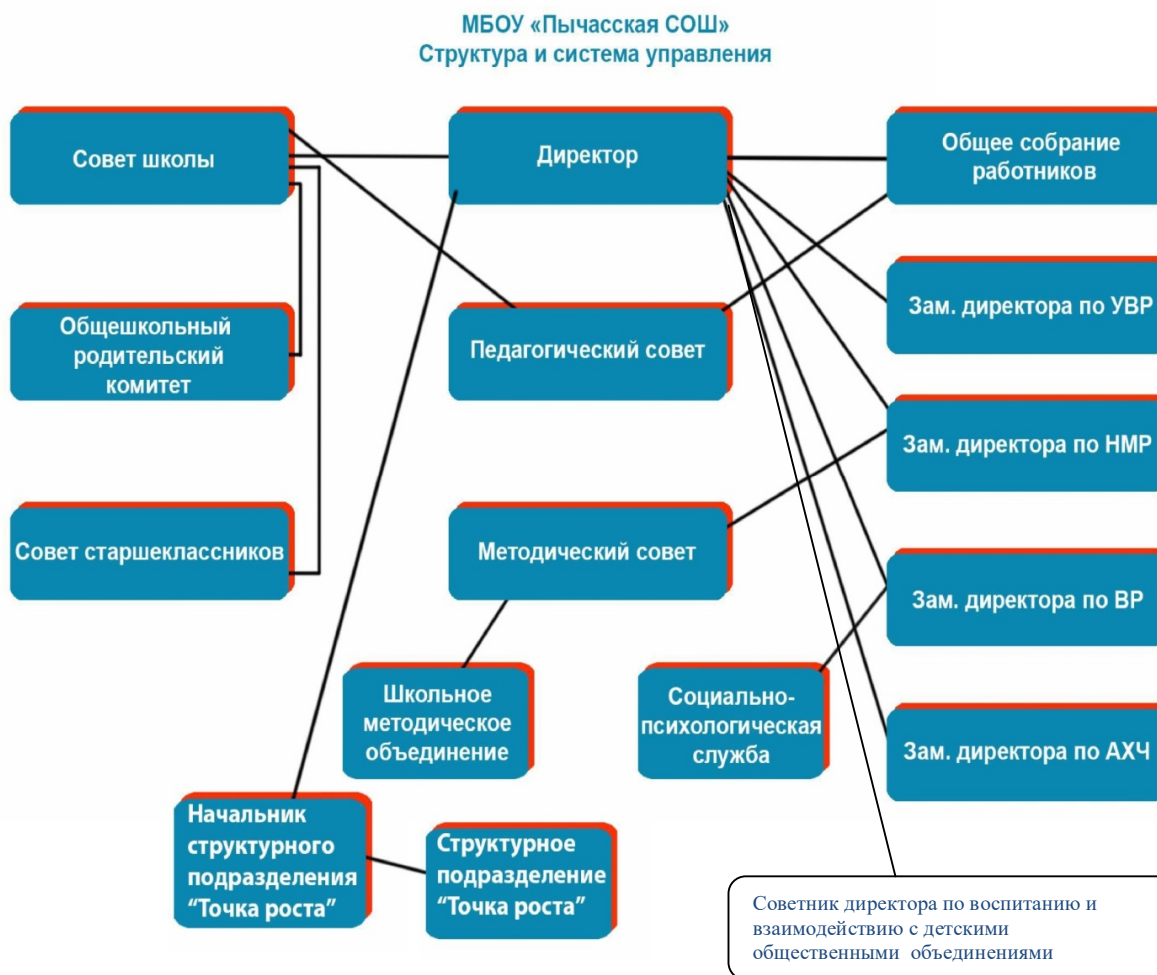 МБОУ «Пычасская СОШ»
Структура и система управления
Совет школы
Директор
Общее собрание
работников
Общешкольный
родительский
комитет
Педагогический совет
Зам. директора по УВР
Зам. директора по НМР
Совет старшеклассников
Методический совет
Зам. директора по ВР
Школьное
методическое
объединение
Социально-
психологическая
служба
Зам. директора по АХЧ
Начальник
структурного
подразделения
“Точка роста”
Структурное
подразделение
“Точка роста”
Советник директора по воспитанию и
взаимодействию с детскими
общественными объединениями